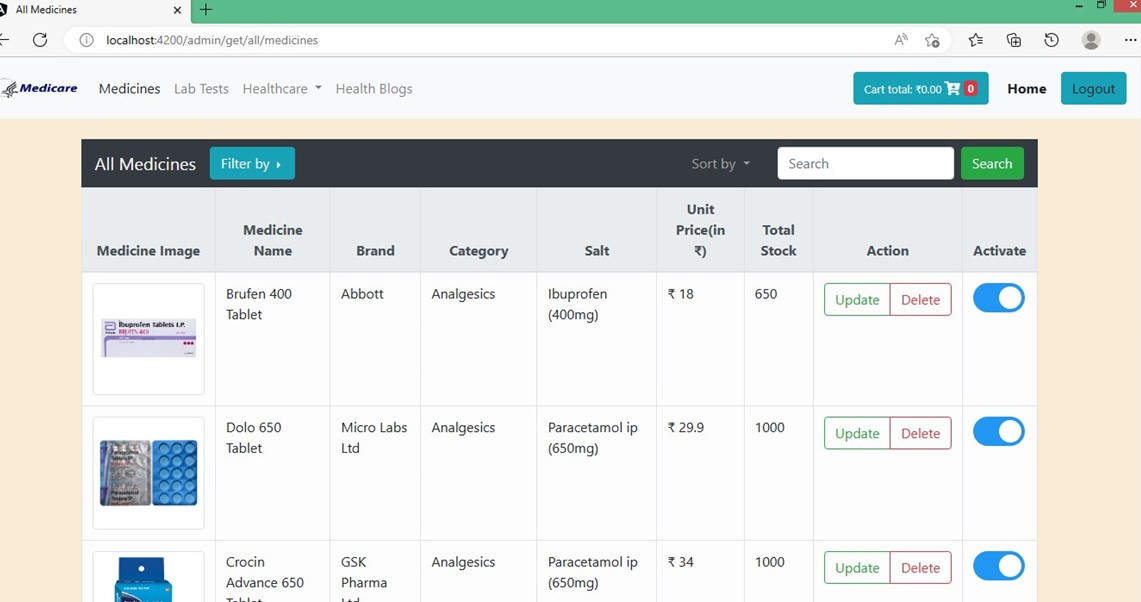 All Medicines
localhost:4200/admin/get/all/medicines
Medicare Medicines Lab Tests Healthcare Health Blogs Cart total: ₹0.00 0 Home Logout
All Medicines Filter by Sort by Search Search
Medicine Image
Medicine
Name
Brand
Category
Salt
Unit
Price(in
₹)
Total
Stock
Action
Activate
Ibuprofen Tablets I.P.
Brufen 400
Tablet
Abbott
Analgesics
Ibuprofen
(400mg)
₹ 18
650
Update Delete
Dolo 650
Tablet
Micro Labs
Ltd
Analgesics
Paracetamol ip
(650mg)
₹ 29.9
1000
Update Delete
Crocin
Advance 650
Tablet
GSK
Pharma
Ltd
Analgesics
Paracetamol ip
(650mg)
₹ 34
1000
Update Delete